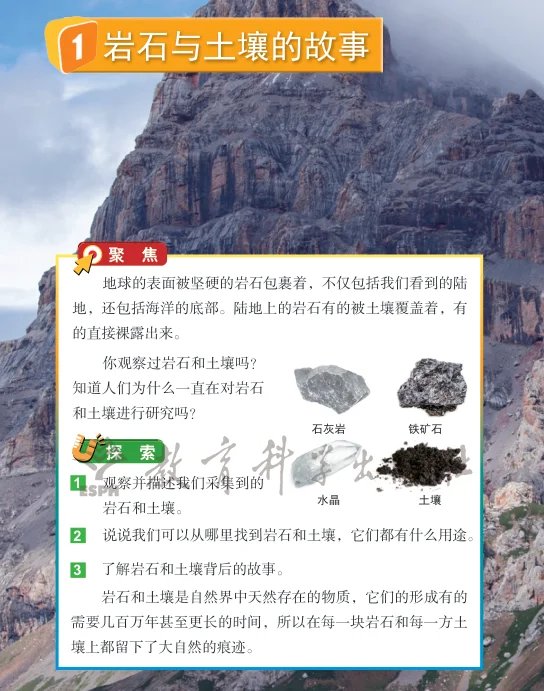 1 岩石与土壤的故事
聚焦
地球的表面被坚硬的岩石包裹着，不仅包括我们看到的陆
地，还包括海洋的底部。陆地上的岩石有的被土壤覆盖着，有
的直接裸露出来。
你观察过岩石和土壤吗？
知道人们为什么一直在对岩石
和土壤进行研究吗？
石灰岩
铁矿石
水晶
土壤
探索
教育科学出 社
ESPH
1 观察并描述我们采集到的
岩石和土壤。
2 说说我们可以从哪里找到岩石和土壤，它们都有什么用途。
3 了解岩石和土壤背后的故事。
岩石和土壤是自然界中天然存在的物质，它们的形成有的
需要几百万年甚至更长的时间，所以在每一块岩石和每一方土
壤上都留下了大自然的痕迹。